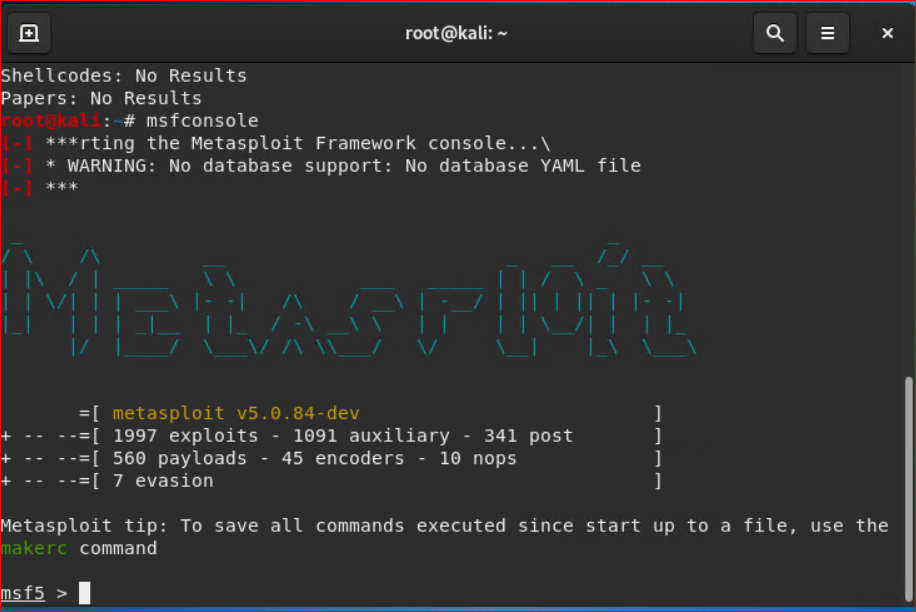 root@kali: ~
Shellcodes: No Results
Papers: No Results
root@kali:~# msfconsole
[-] ***rting the Metasploit Framework console...\
[-] * WARNING: No database support: No database YAML file
[-] ***
Metasploit
=[ metasploit v5.0.84-dev ]
+ -- --=[ 1997 exploits - 1091 auxiliary - 341 post ]
+ -- --=[ 560 payloads - 45 encoders - 10 nops ]
+ -- --=[ 7 evasion ]
Metasploit tip: To save all commands executed since start up to a file, use the
makerc command
msf5 >